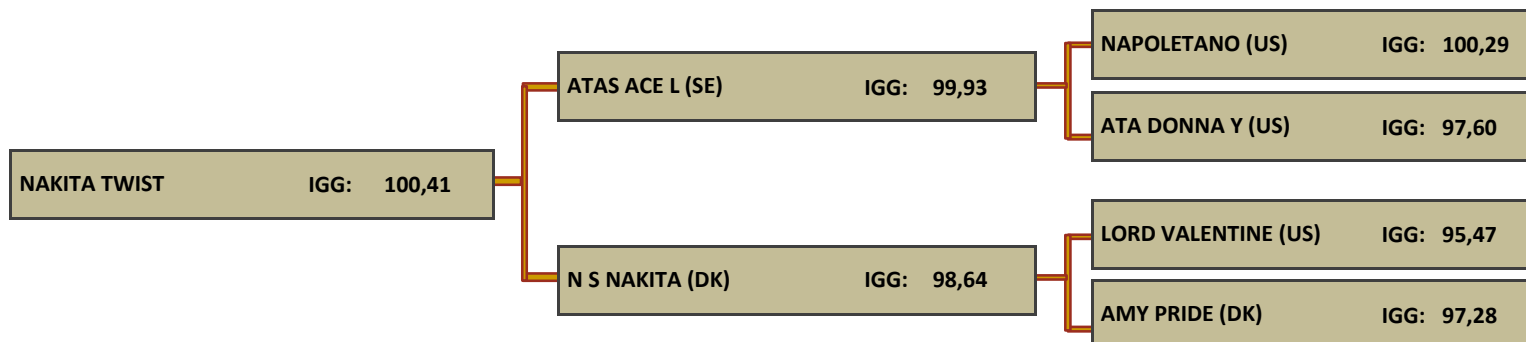 NAPOLETANO (US) IGG: 100,29
ATAS ACE L (SE) IGG: 99,93
ATA DONNA Y (US) IGG: 97,60
NAKITA TWIST IGG: 100,41
LORD VALENTINE (US) IGG: 95,47
N S NAKITA (DK) IGG: 98,64
AMY PRIDE (DK) IGG: 97,28